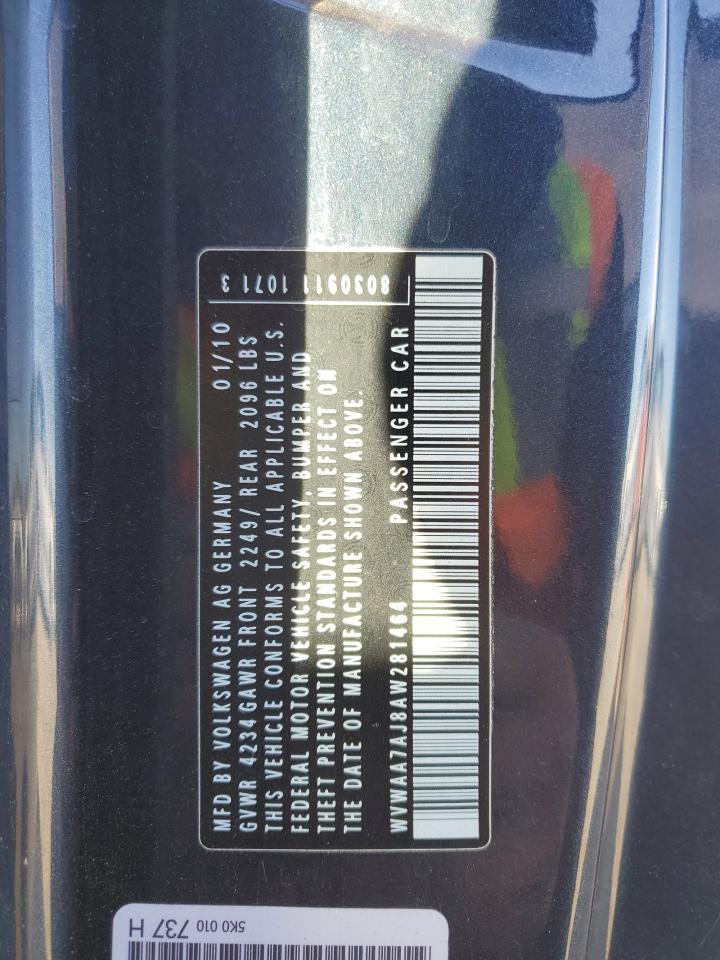 MFD BY VOLKSWAGEN AG GERMANY 01/10
GVWR 4234GAWR FRONT 2249/ REAR 2096 LBS
THIS VEHICLE CONFORMS TO ALL APPLICABLE U.S.
FEDERAL MOTOR VEHICLE SAFETY, BUMPER AND
THEFT PREVENTION STANDARDS IN EFFECT ON
THE DATE OF MANUFACTURE SHOWN ABOVE.
WVWAA7AJ8AW281464 PASSENGER CAR
8030911 1071 3
5K0 010 737 H